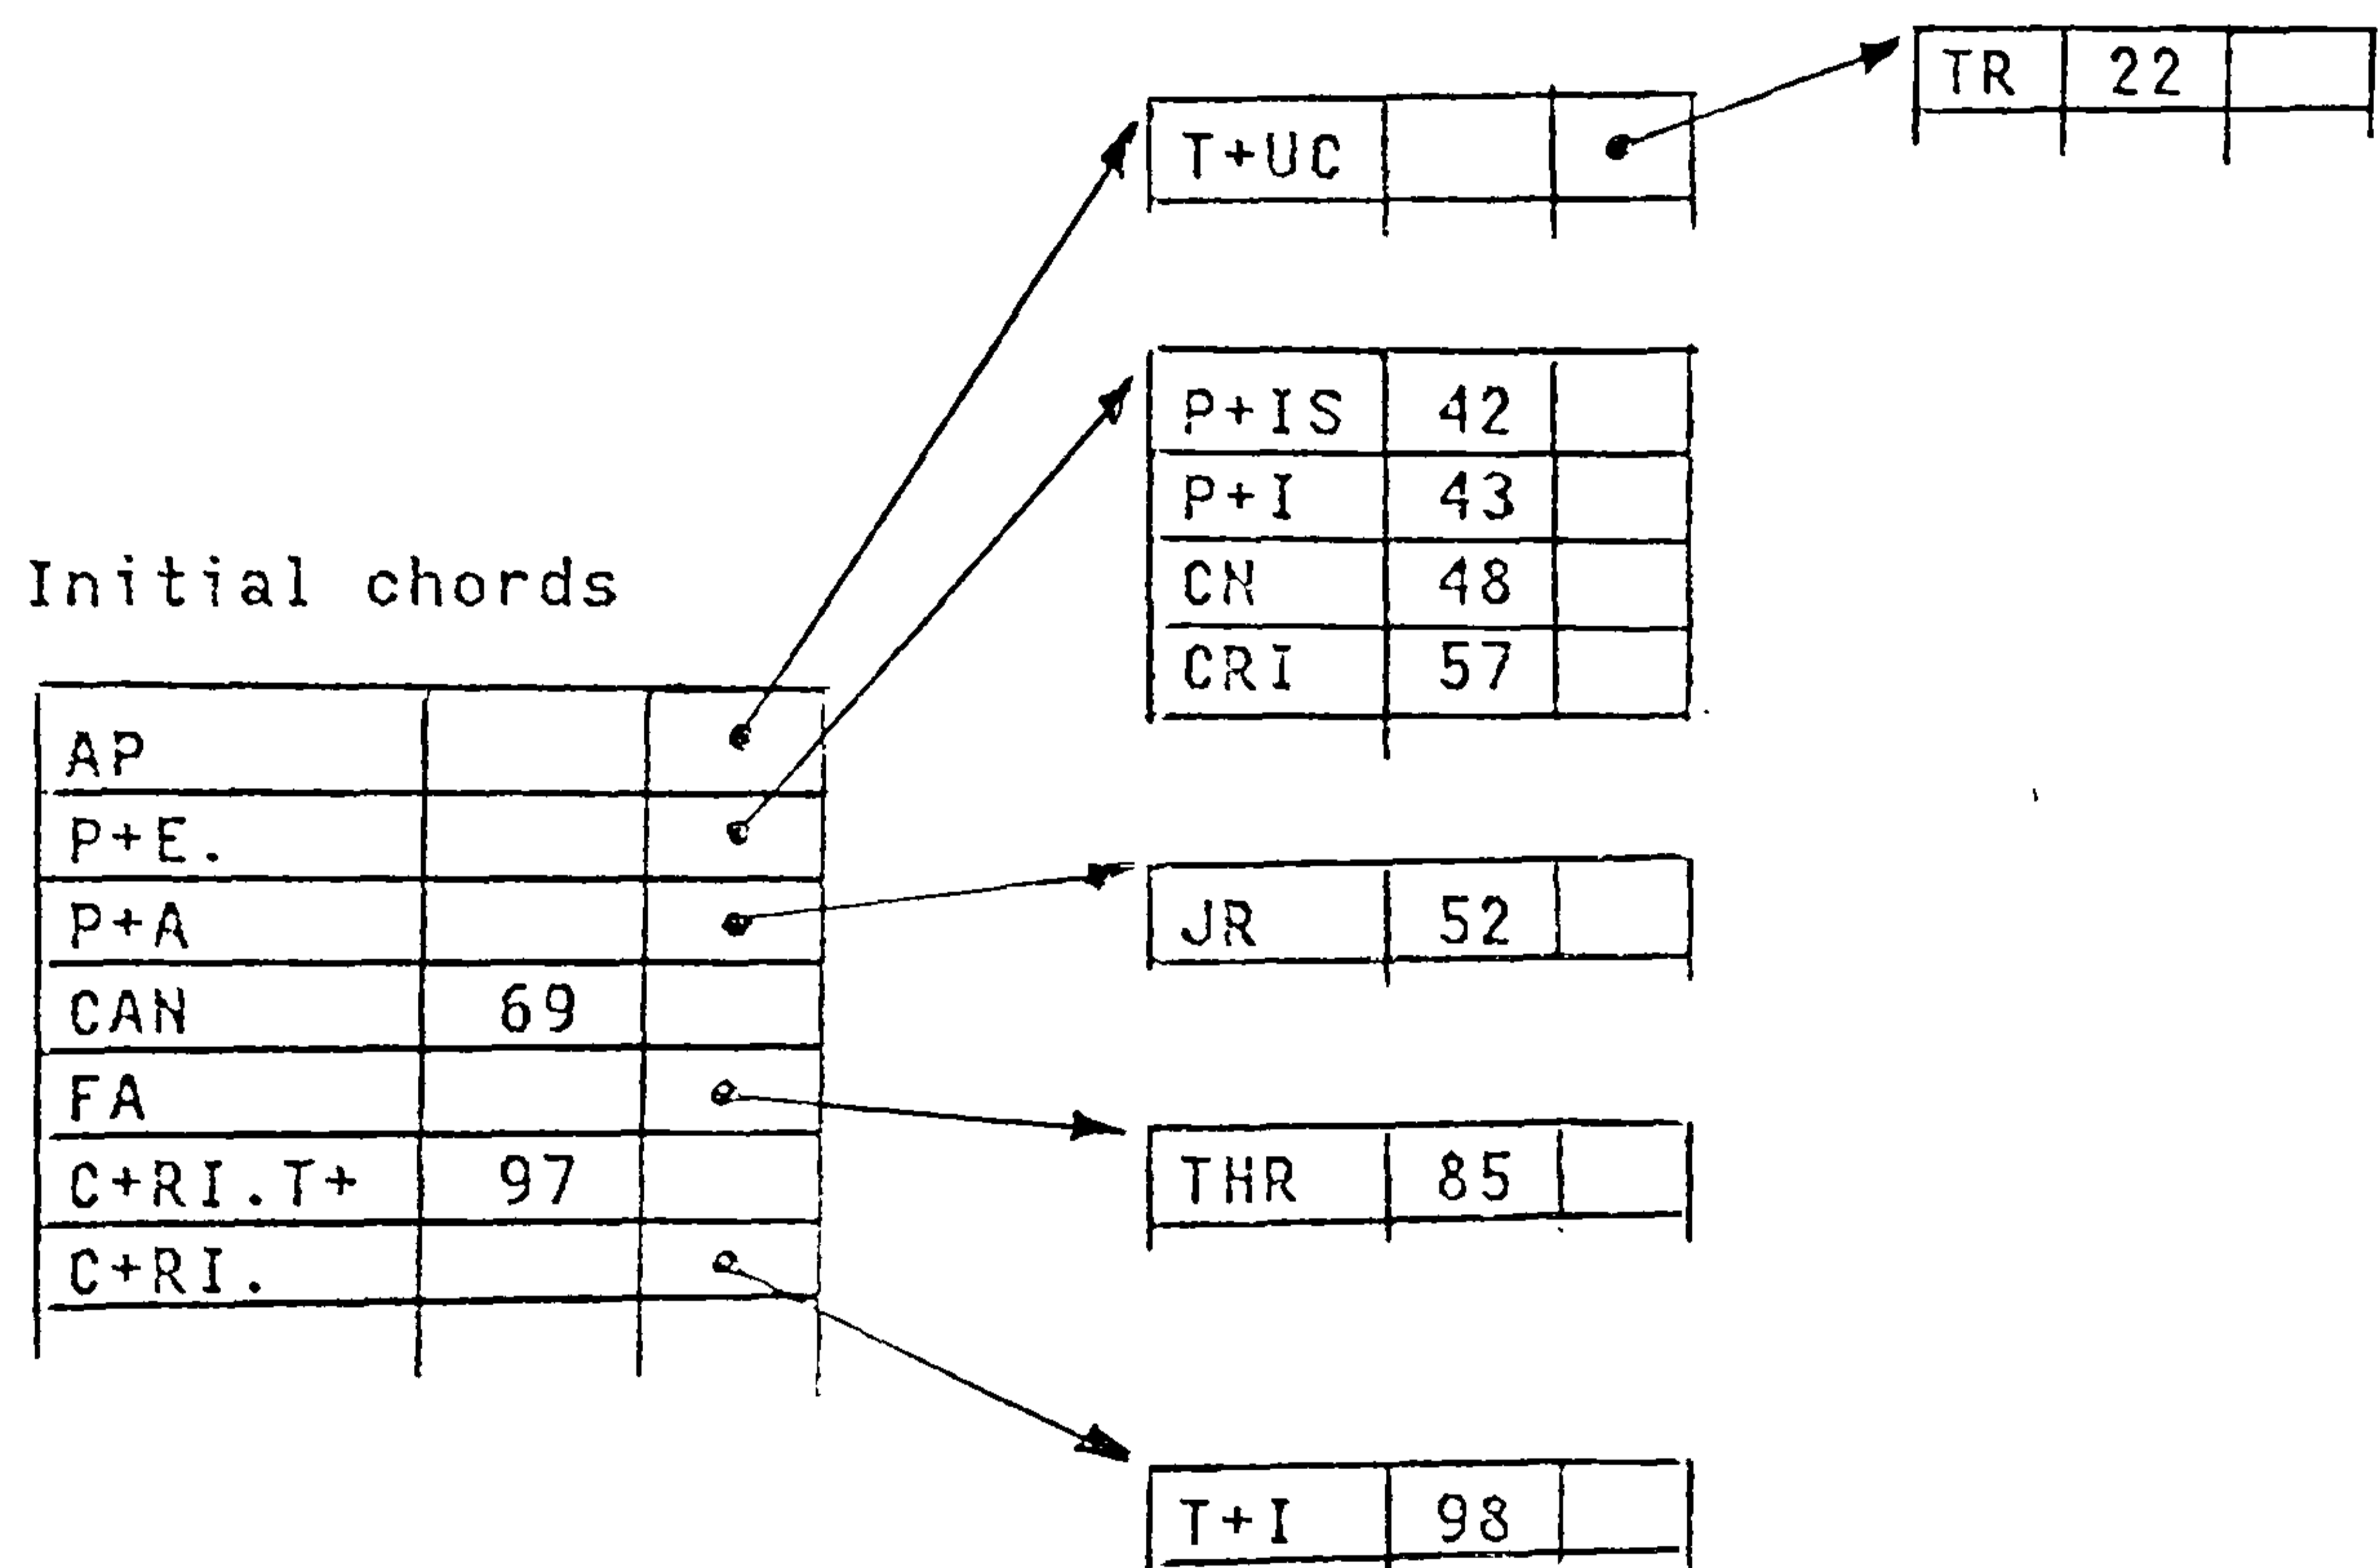 TR 22
T+UC
P+IS 42
P+I 43
CN 48
CRI 57
Initial chords
AP
P+E.
P+A
CAN 69
FA
C+RI.T+ 97
C+RI.
JR 52
THR 85
T+I 98